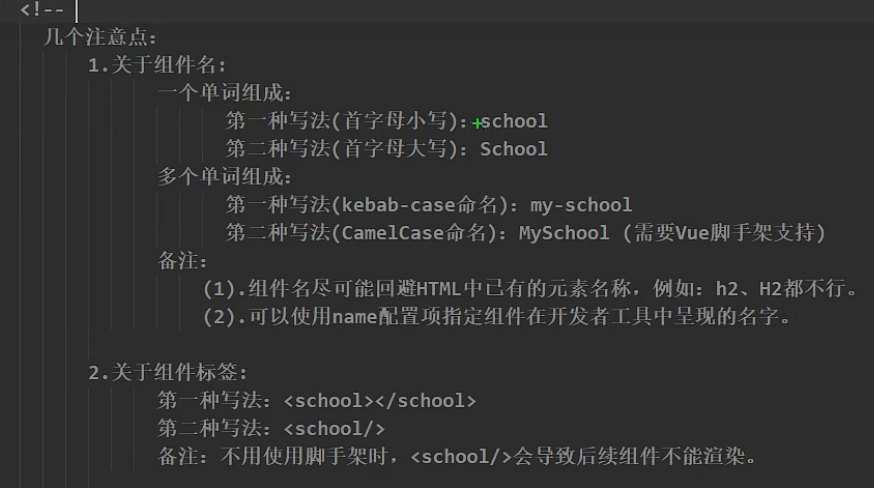 <!--
几个注意点：
1.关于组件名：
一个单词组成：
第一种写法(首字母小写)：school
第二种写法(首字母大写)：School
多个单词组成：
第一种写法(kebab-case命名)：my-school
第二种写法(CamelCase命名)：MySchool (需要Vue脚手架支持)
备注：
(1).组件名尽可能回避HTML中已有的元素名称，例如：h2、H2都不行。
(2).可以使用name配置项指定组件在开发者工具中呈现的名字。
2.关于组件标签：
第一种写法：<school></school>
第二种写法：<school/>
备注：不用使用脚手架时，<school/>会导致后续组件不能渲染。